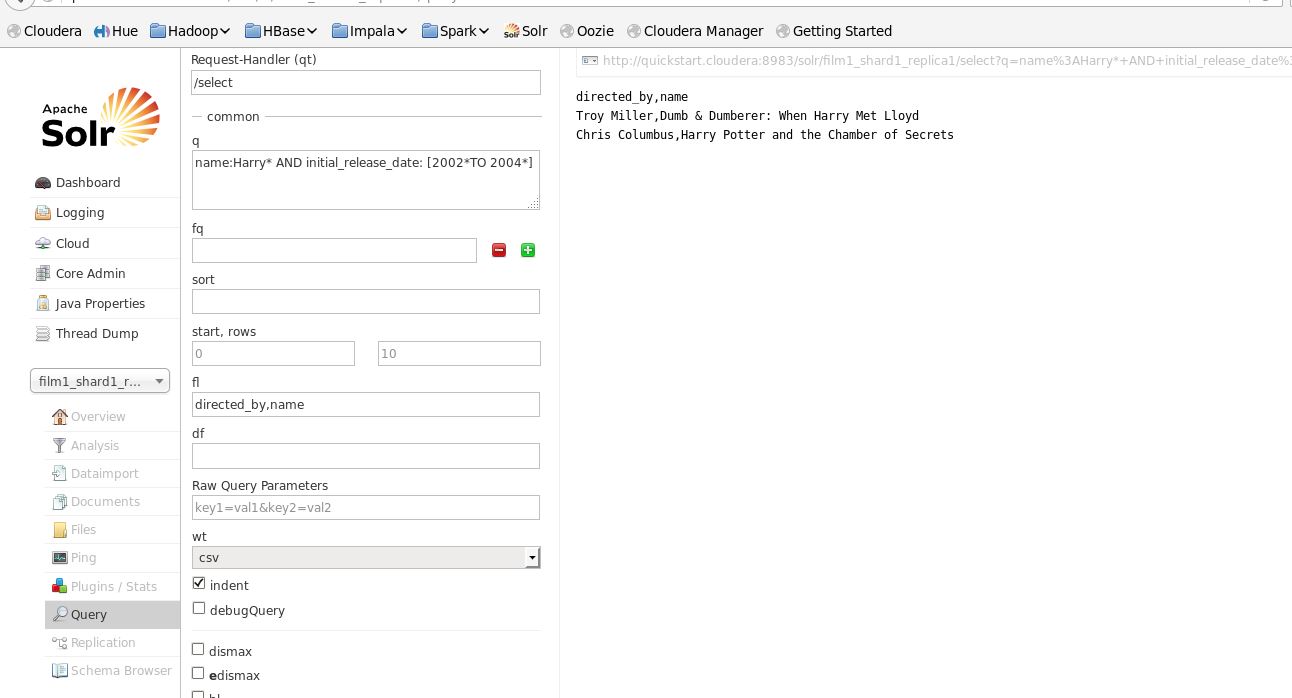 Cloudera Hue Hadoop HBase Impala Spark Solr Oozie Cloudera Manager Getting Started
Apache
Solr
Dashboard
Logging
Cloud
Core Admin
Java Properties
Thread Dump
film1_shard1_r...
Overview
Analysis
Dataimport
Documents
Files
Ping
Plugins / Stats
Query
Replication
Schema Browser
Request-Handler (qt)
/select
common
q
name:Harry* AND initial_release_date: [2002*TO 2004*]
fq
sort
start, rows
0 10
fl
directed_by,name
df
Raw Query Parameters
key1=val1&key2=val2
wt
csv
indent
debugQuery
dismax
edismax
http://quickstart.cloudera:8983/solr/film1_shard1_replica1/select?q=name%3AHarry*+AND+initial_release_date%
directed_by,name
Troy Miller,Dumb & Dumberer: When Harry Met Lloyd
Chris Columbus,Harry Potter and the Chamber of Secrets